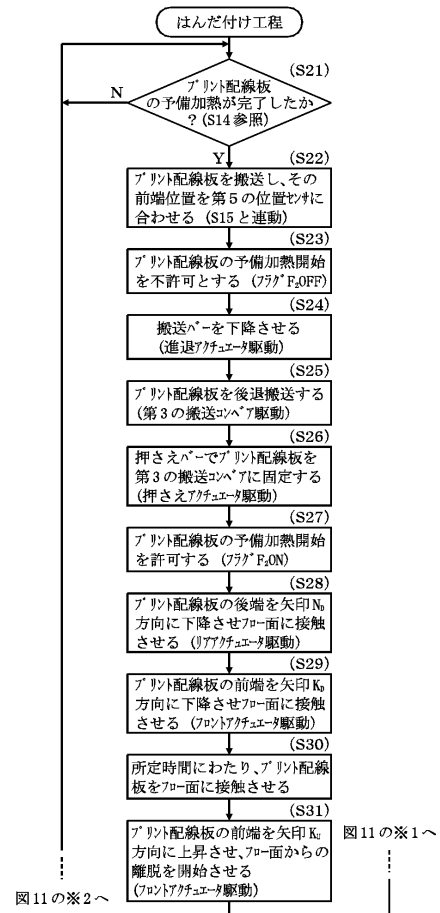 はんだ付け工程
(S21)
プリント配線板
の予備加熱が完了したか
?(S14参照)
N
Y
(S22)
プリント配線板を搬送し、その
前端位置を第5の位置センサに
合わせる (S15と連動)
(S23)
プリント配線板の予備加熱開始
を不許可とする (フラグF₂OFF)
(S24)
搬送バーを下降させる
(進退アクチュエータ駆動)
(S25)
プリント配線板を後退搬送する
(第3の搬送コンベア駆動)
(S26)
押さえバーでプリント配線板を
第3の搬送コンベアに固定する
(押さえアクチュエータ駆動)
(S27)
プリント配線板の予備加熱開始
を許可する (フラグF₂ON)
(S28)
プリント配線板の後端を矢印N_D
方向に下降させフロー面に接触
させる (リアアクチュエータ駆動)
(S29)
プリント配線板の前端を矢印K_D
方向に下降させフロー面に接触
させる (フロントアクチュエータ駆動)
(S30)
所定時間にわたり、プリント配線
板をフロー面に接触させる
(S31)
プリント配線板の前端を矢印K_U
方向に上昇させ、フロー面からの
離脱を開始させる
(フロントアクチュエータ駆動)
図11の※1へ
図11の※2へ